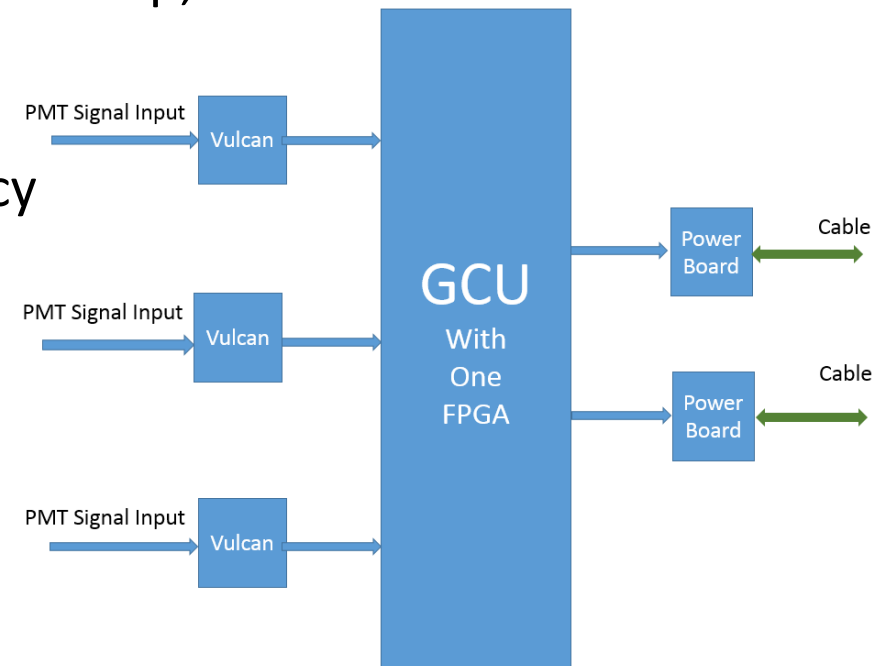 PMT Signal Input
Vulcan
cy
PMT Signal Input
Vulcan
PMT Signal Input
Vulcan
GCU
With
One
FPGA
Power
Board
Cable
Power
Board
Cable